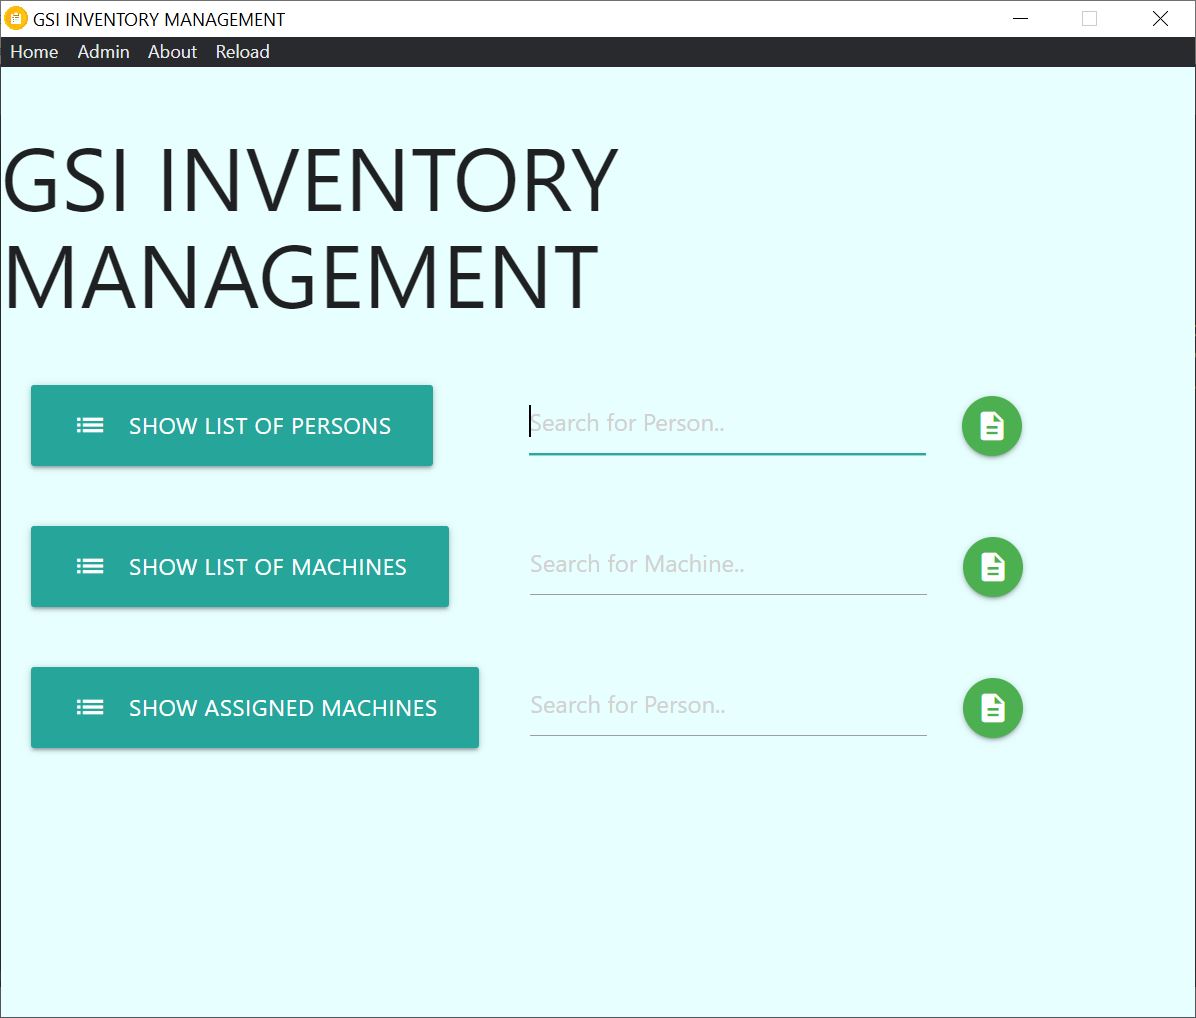 GSI INVENTORY MANAGEMENT
Home Admin About Reload
GSI INVENTORY
MANAGEMENT
SHOW LIST OF PERSONS
Search for Person..
SHOW LIST OF MACHINES
Search for Machine..
SHOW ASSIGNED MACHINES
Search for Person..